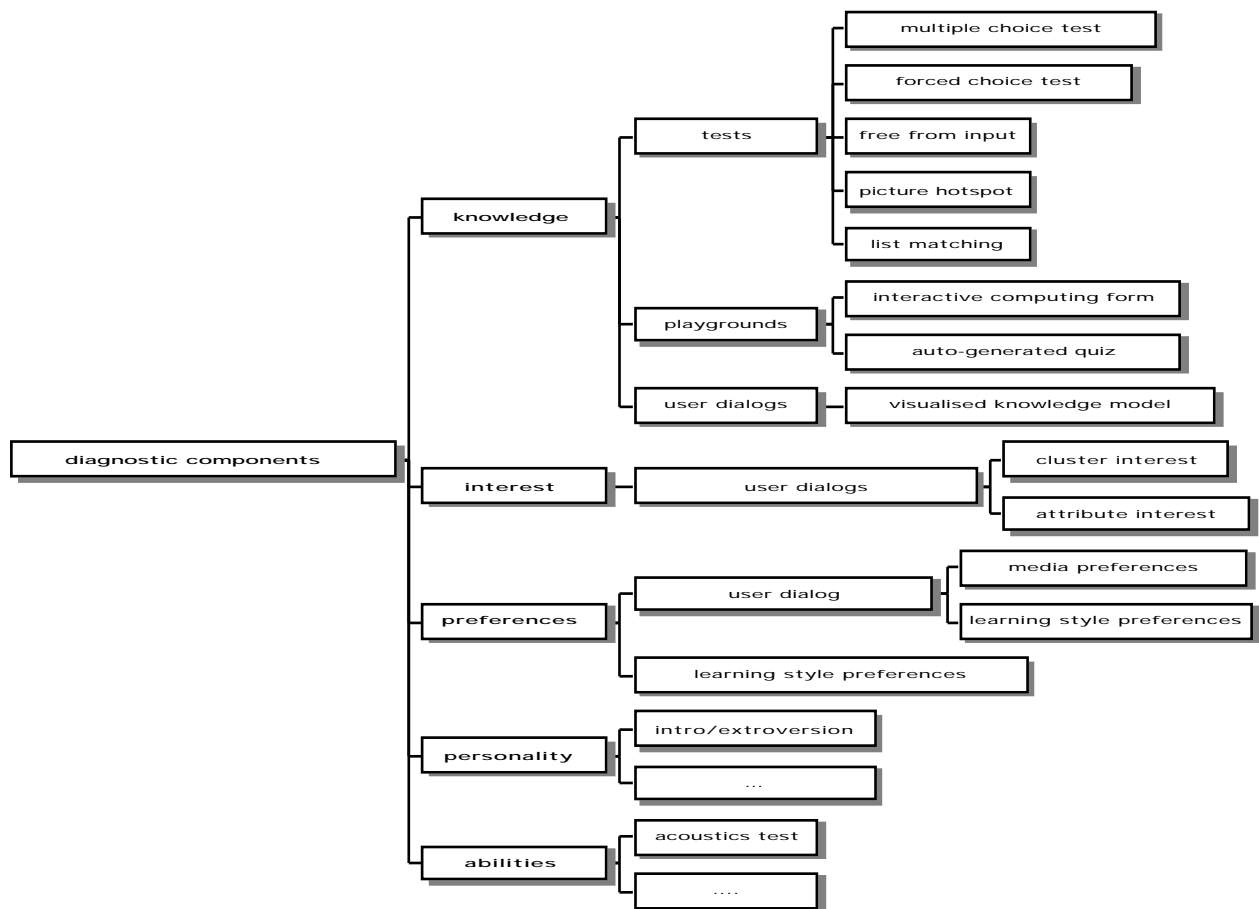 multiple choice test
forced choice test
tests
free from input
picture hotspot
knowledge
list matching
interactive computing form
playgrounds
auto-generated quiz
user dialogs
visualised knowledge model
diagnostic components
cluster interest
interest
user dialogs
attribute interest
media preferences
user dialog
preferences
learning style preferences
learning style preferences
intro/extroversion
personality
...
acoustics test
abilities
....